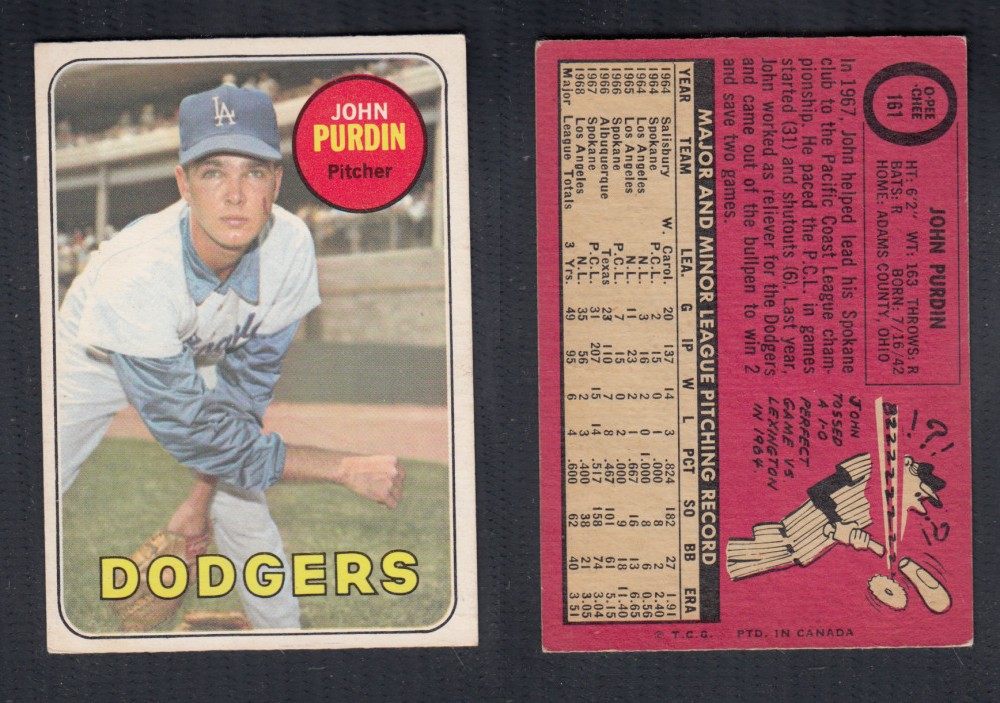 LA
JOHN
PURDIN
Pitcher
DODGERS
O-PEE
-CHEE
161
JOHN PURDIN
HT: 6'2" WT: 163 THROWS: R
BATS: R BORN: 7/16/42
HOME: ADAMS COUNTY, OHIO
In 1967, John helped lead his Spokane
club to the Pacific Coast League cham-
pionship. He paced the P.C.L. in games
started (31) and shutouts (6). Last year,
John worked as reliever for the Dodgers
and came out of the bullpen to win 2
and save two games.
JOHN
TOSSED
A 1-0
PERFECT
GAME VS
LEXINGTON
IN 1964
BZZZZZZZZ
?!
!?
MAJOR AND MINOR LEAGUE PITCHING RECORD
YEAR TEAM LEA. G IP W L PCT SO BB ERA
1964 Salisbury W. Carol. 20 137 14 3 .824 182 27 1.91
1964 Spokane P.C.L. 2 15 2 0 1.000 8 2 2.40
1964 Los Angeles N.L. 3 16 2 0 1.000 8 6 0.56
1965 Los Angeles N.L. 11 23 2 1 .667 16 13 6.65
1966 Spokane P.C.L. 7 15 0 2 .000 9 18 11.40
1966 Albuquerque Texas 23 110 7 8 .467 101 61 5.15
1967 Spokane P.C.L. 31 207 15 14 .517 158 74 3.04
1968 Los Angeles N.L. 35 56 2 3 .400 38 21 3.05
Major League Totals 3 Yrs. 49 95 6 4 .600 62 40 3.51
© T.C.G. PTD. IN CANADA